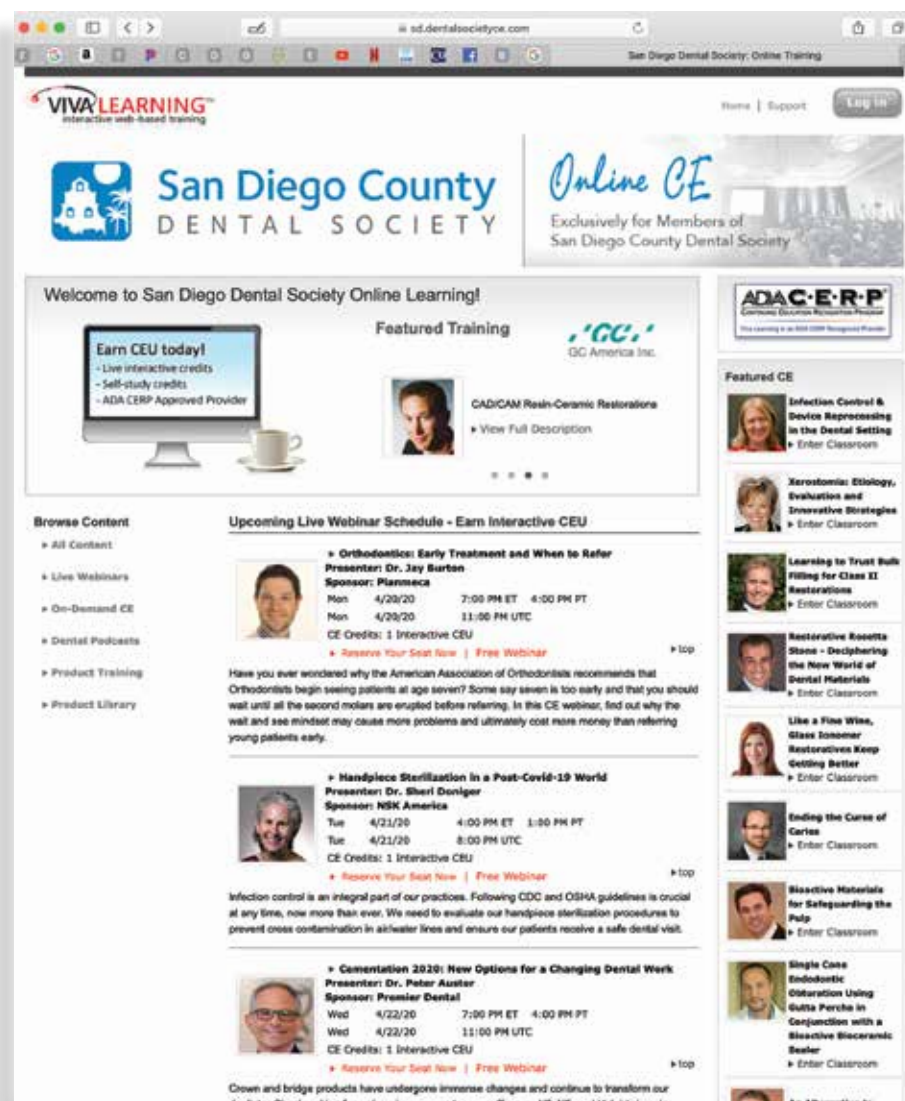 sd.dentalsocietyce.com
San Diego Dental Society: Online Training
VIVA LEARNING™
interactive web-based training
Home | Support
Log In
San Diego County
DENTAL SOCIETY
Online CE
Exclusively for Members of
San Diego County Dental Society
Welcome to San Diego Dental Society Online Learning!
Earn CEU today!
- Live interactive credits
- Self-study credits
- ADA CERP Approved Provider
Featured Training
GC
GC America Inc.
CAD/CAM Resin-Ceramic Restorations
View Full Description
ADA C·E·R·P®
CONTINUING EDUCATION RECOGNITION PROGRAM
Viva Learning is an ADA CERP Recognized Provider
Browse Content
All Content
Live Webinars
On-Demand CE
Dental Podcasts
Product Training
Product Library
Upcoming Live Webinar Schedule - Earn Interactive CEU
Orthodontics: Early Treatment and When to Refer
Presenter: Dr. Jay Burton
Sponsor: Planmeca
Mon 4/20/20 7:00 PM ET 4:00 PM PT
Mon 4/20/20 11:00 PM UTC
CE Credits: 1 Interactive CEU
Reserve Your Seat Now | Free Webinar
top
Have you ever wondered why the American Association of Orthodontists recommends that
Orthodontists begin seeing patients at age seven? Some say seven is too early and that you should
wait until all the second molars are erupted before referring. In this CE webinar, find out why the
wait and see mindset may cause more problems and ultimately cost more money than referring
young patients early.
Handpiece Sterilization in a Post-Covid-19 World
Presenter: Dr. Sheri Doniger
Sponsor: NSK America
Tue 4/21/20 4:00 PM ET 1:00 PM PT
Tue 4/21/20 8:00 PM UTC
CE Credits: 1 Interactive CEU
Reserve Your Seat Now | Free Webinar
top
Infection control is an integral part of our practices. Following CDC and OSHA guidelines is crucial
at any time, now more than ever. We need to evaluate our handpiece sterilization procedures to
prevent cross contamination in air/water lines and ensure our patients receive a safe dental visit.
Cementation 2020: New Options for a Changing Dental Work
Presenter: Dr. Peter Auster
Sponsor: Premier Dental
Wed 4/22/20 7:00 PM ET 4:00 PM PT
Wed 4/22/20 11:00 PM UTC
CE Credits: 1 Interactive CEU
Reserve Your Seat Now | Free Webinar
top
Crown and bridge products have undergone immense changes and continue to transform our
Featured CE
Infection Control &
Device Reprocessing
in the Dental Setting
Enter Classroom
Xerostomia: Etiology,
Evaluation and
Innovative Strategies
Enter Classroom
Learning to Trust Bulk
Filling for Class II
Restorations
Enter Classroom
Restorative Rosetta
Stone - Deciphering
the New World of
Dental Materials
Enter Classroom
Like a Fine Wine,
Glass Ionomer
Restoratives Keep
Getting Better
Enter Classroom
Ending the Curse of
Caries
Enter Classroom
Bioactive Materials
for Safeguarding the
Pulp
Enter Classroom
Single Cone
Endodontic
Obturation Using
Gutta Percha in
Conjunction with a
Bioactive Bioceramic
Sealer
Enter Classroom
An Alternative to